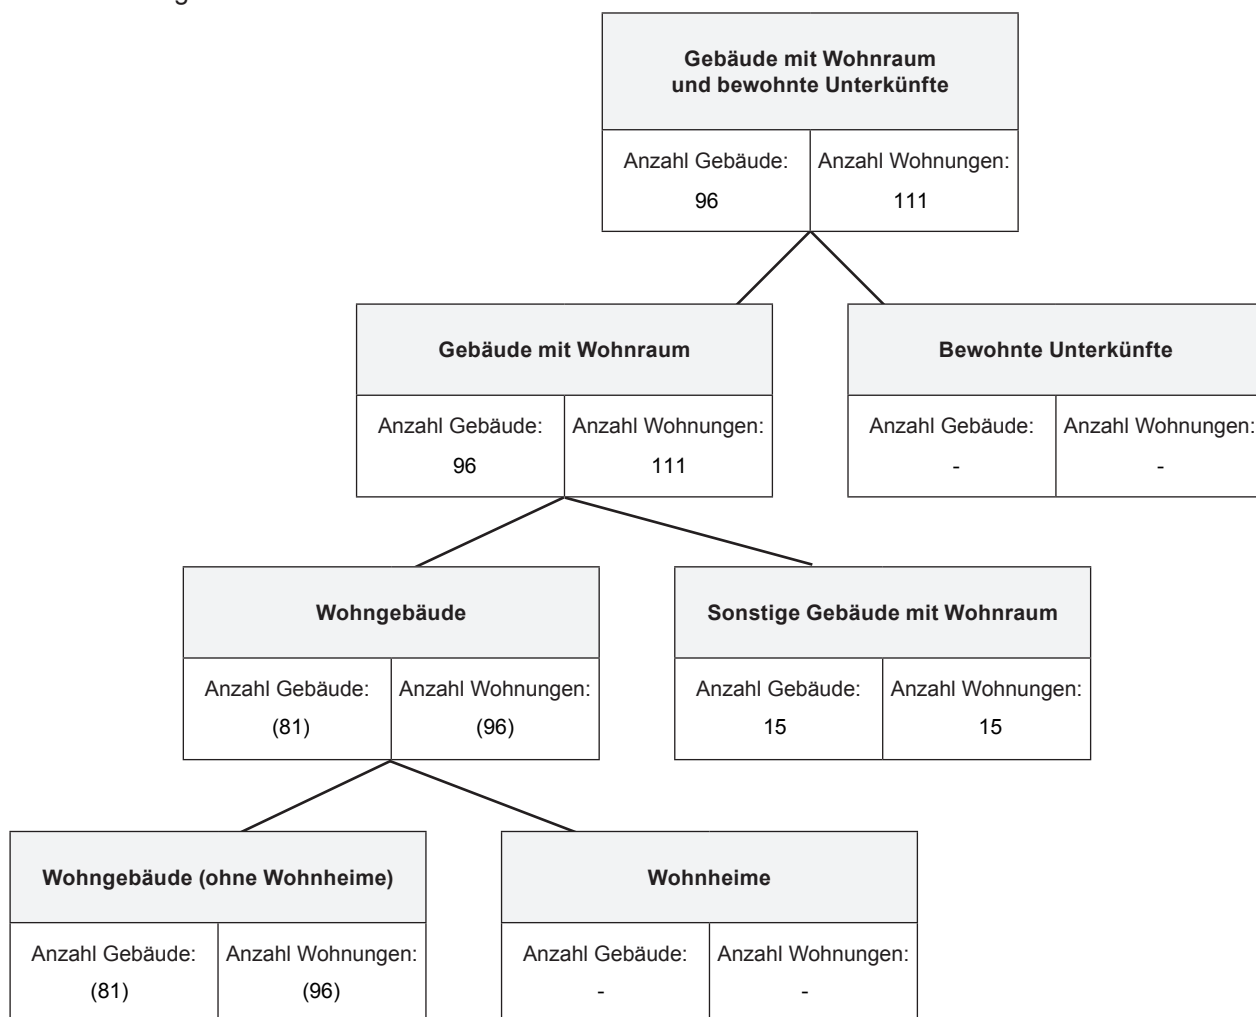 Gebäude mit Wohnraum
und bewohnte Unterkünfte
Anzahl Gebäude:
96
Anzahl Wohnungen:
111
Gebäude mit Wohnraum
Anzahl Gebäude:
96
Anzahl Wohnungen:
111
Bewohnte Unterkünfte
Anzahl Gebäude:
-
Anzahl Wohnungen:
-
Wohngebäude
Anzahl Gebäude:
(81)
Anzahl Wohnungen:
(96)
Sonstige Gebäude mit Wohnraum
Anzahl Gebäude:
15
Anzahl Wohnungen:
15
Wohngebäude (ohne Wohnheime)
Anzahl Gebäude:
(81)
Anzahl Wohnungen:
(96)
Wohnheime
Anzahl Gebäude:
-
Anzahl Wohnungen:
-